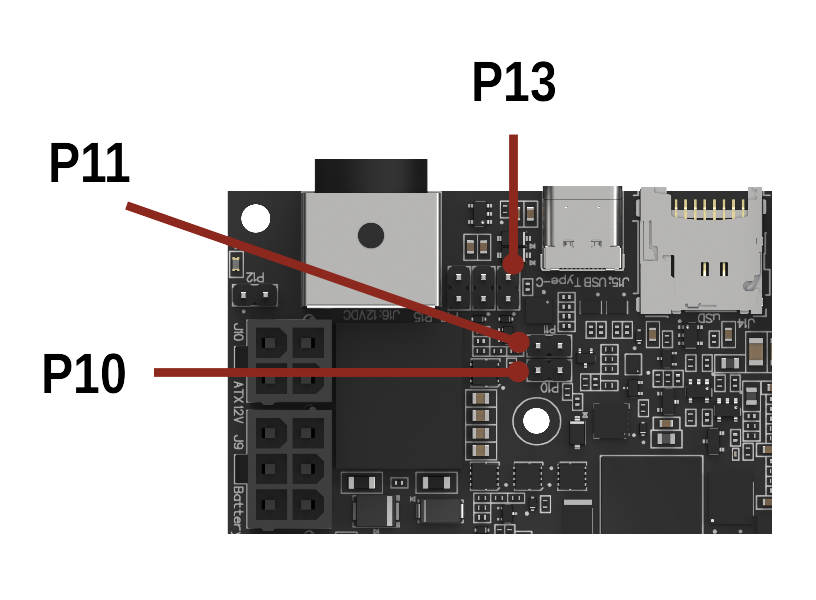 P13
P11
P10
P12
J15:USB Type-C
J16:12VDC
P15
uSD
J14
P11
J10
ATX12V
P10
J9
Battery